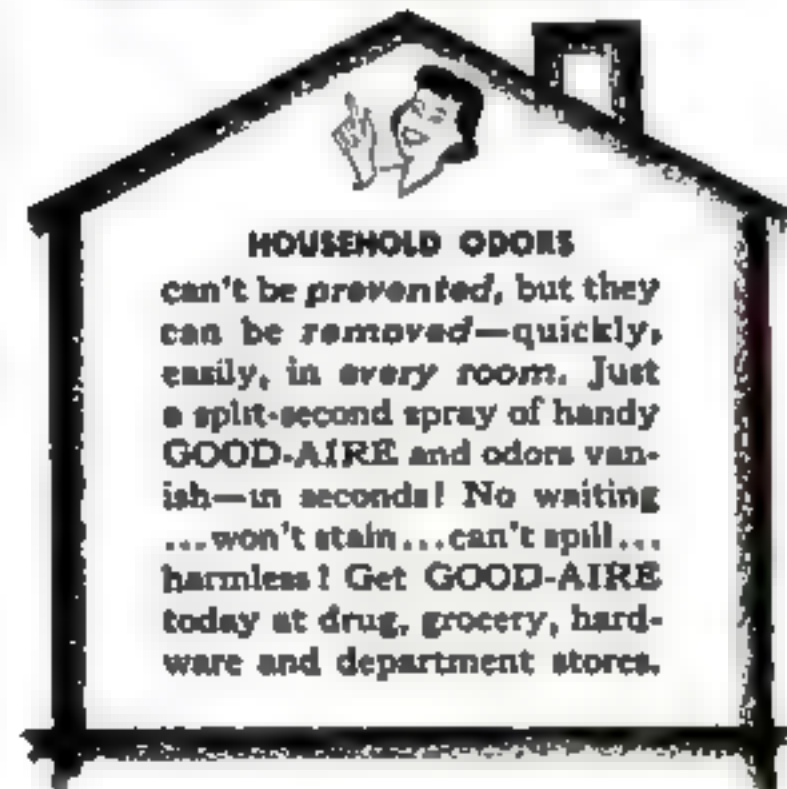 HOUSEHOLD ODORS
can't be prevented, but they
can be removed—quickly,
easily, in every room. Just
a split-second spray of handy
GOOD-AIRE and odors van-
ish—in seconds! No waiting
...won't stain...can't spill...
harmless! Get GOOD-AIRE
today at drug, grocery, hard-
ware and department stores.